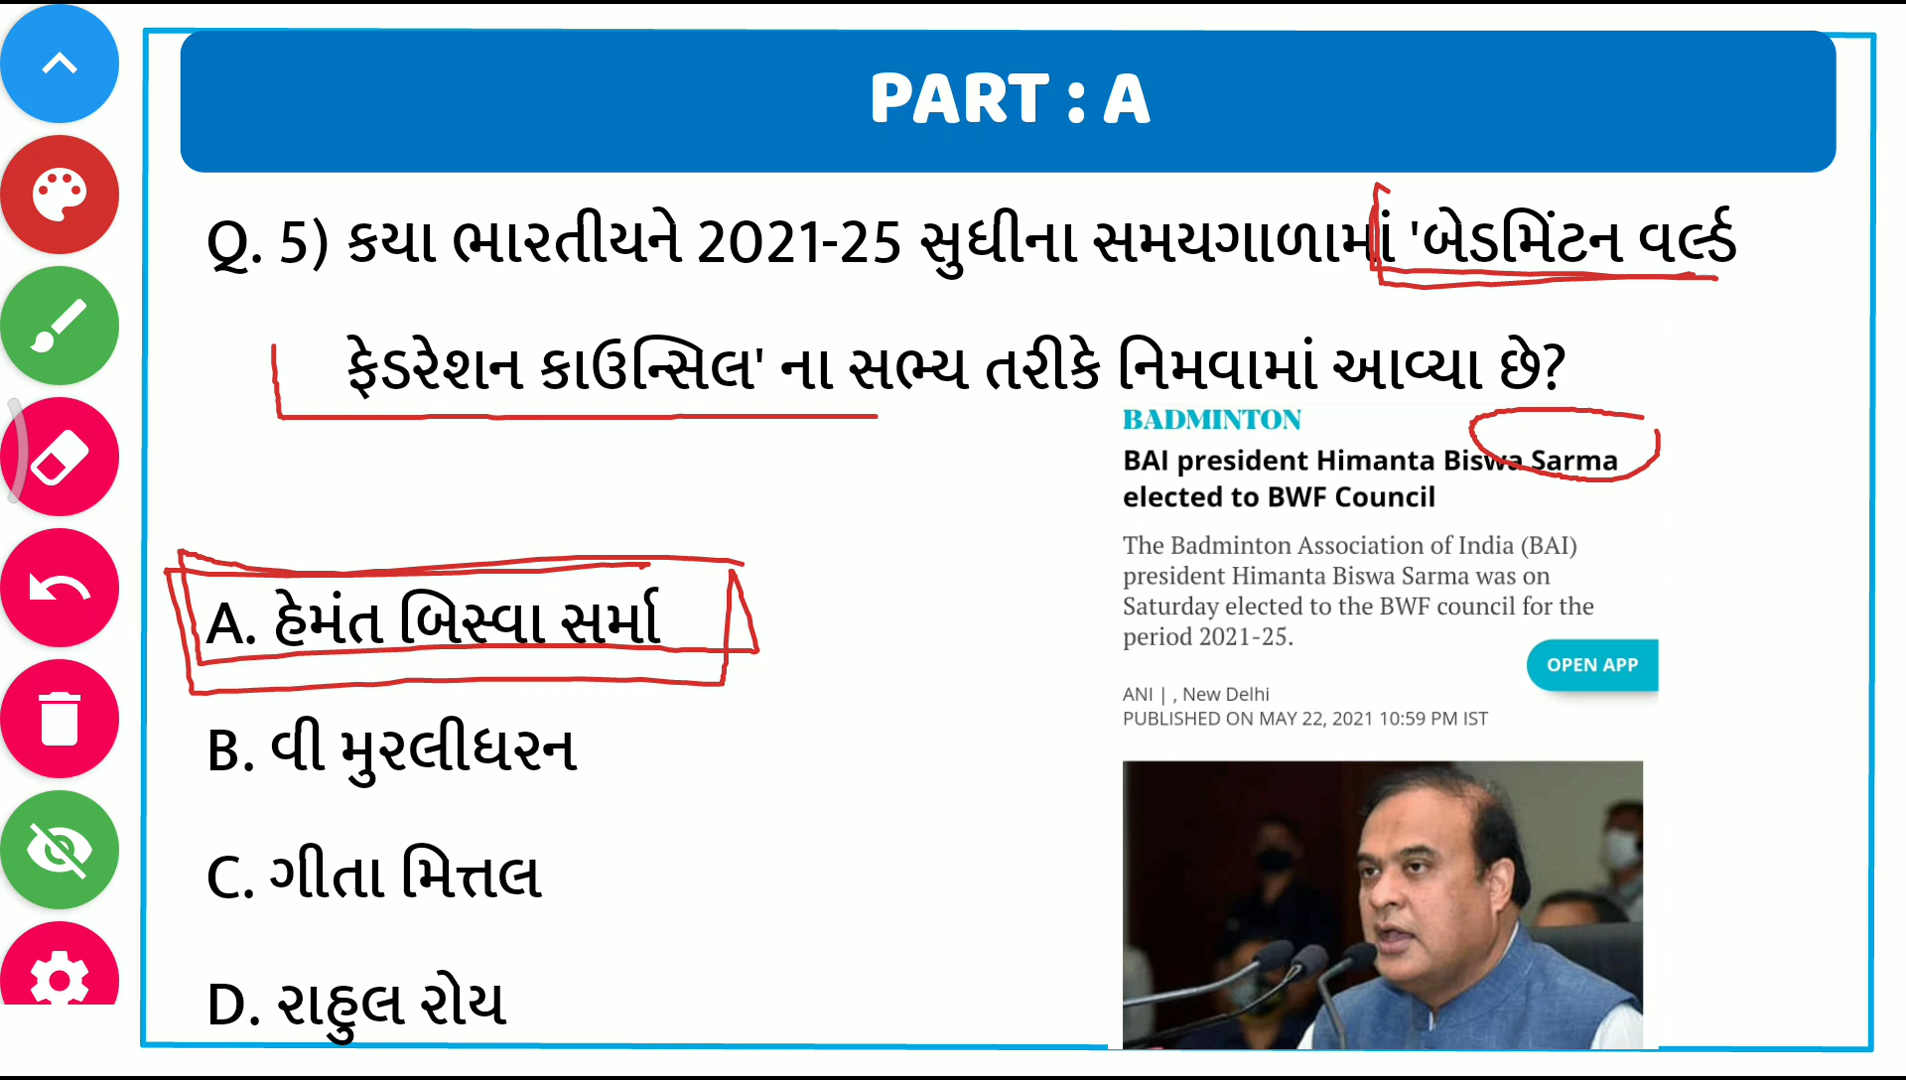 PART : A
Q. 5) કયા ભારતીયને 2021-25 સુધીના સમયગાળામાં 'બેડમિંટન વર્લ્ડ
ફેડરેશન કાઉન્સિલ' ના સભ્ય તરીકે નિમવામાં આવ્યા છે?
BADMINTON
BAI president Himanta Biswa Sarma
elected to BWF Council
The Badminton Association of India (BAI)
president Himanta Biswa Sarma was on
Saturday elected to the BWF council for the
period 2021-25.
OPEN APP
ANI | , New Delhi
PUBLISHED ON MAY 22, 2021 10:59 PM IST
A. હેમંત બિસ્વા સર્મા
B. વી મુરલીધરન
C. ગીતા મિત્તલ
D. રાહુલ રોય